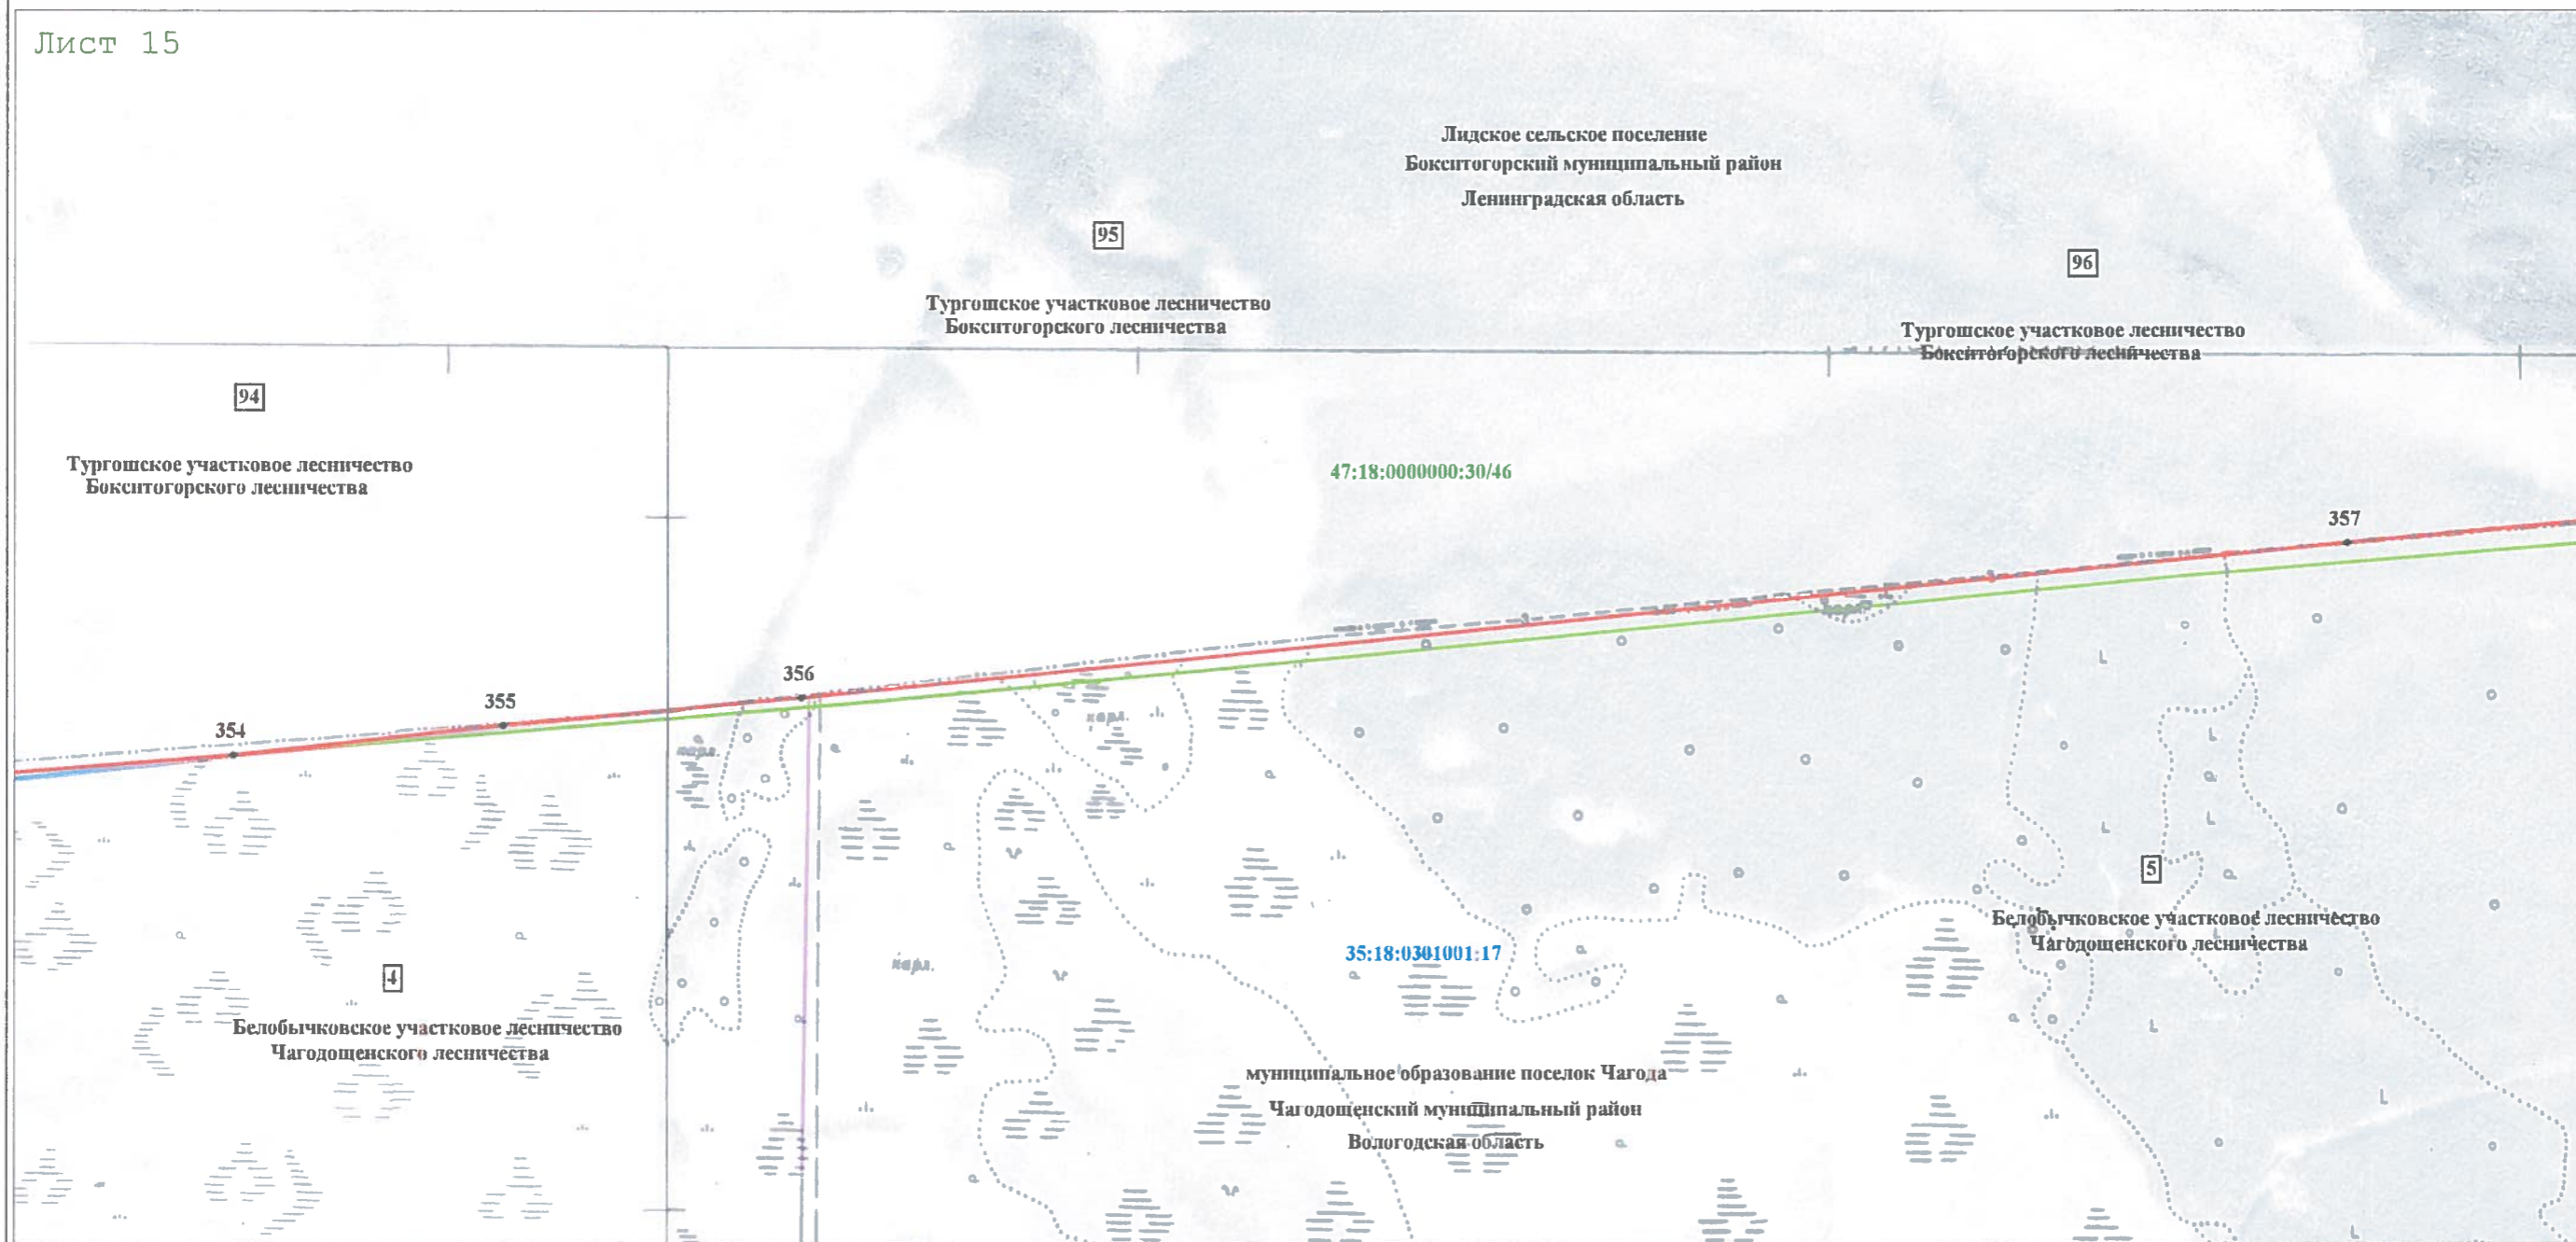 Лист 15
Лидское сельское поселение
Бокситогорский муниципальный район
Ленинградская область
95
96
Тургошское участковое лесничество
Бокситогорского лесничества
Тургошское участковое лесничество
Бокситогорского лесничества
94
Тургошское участковое лесничество
Бокситогорского лесничества
47:18:0000000:30/46
357
356
355
354
карл.
карл.
5
Белобычковское участковое лесничество
Чагодощенского лесничества
35:18:0301001:17
карл.
4
Белобычковское участковое лесничество
Чагодощенского лесничества
муниципальное образование поселок Чагода
Чагодощенский муниципальный район
Вологодская область